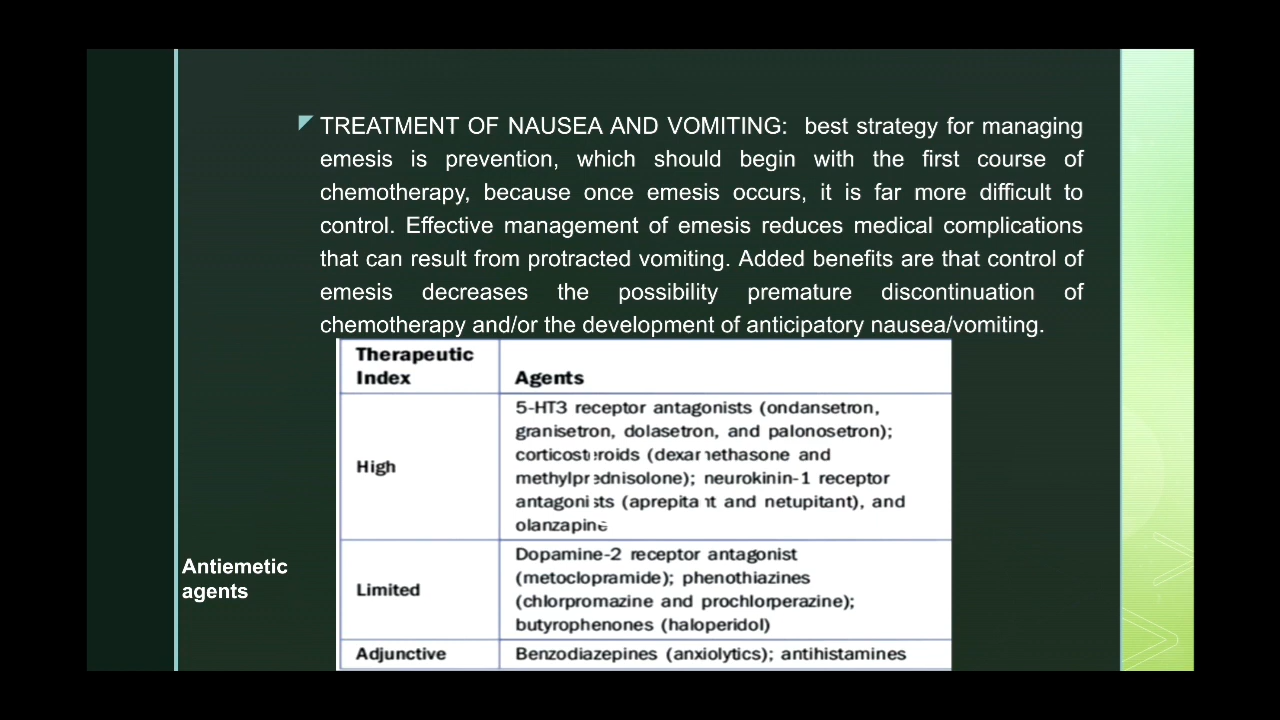 TREATMENT OF NAUSEA AND VOMITING: best strategy for managing
emesis is prevention, which should begin with the first course of
chemotherapy, because once emesis occurs, it is far more difficult to
control. Effective management of emesis reduces medical complications
that can result from protracted vomiting. Added benefits are that control of
emesis decreases the possibility premature discontinuation of
chemotherapy and/or the development of anticipatory nausea/vomiting.
Therapeutic
Index
Agents
High
5-HT3 receptor antagonists (ondansetron,
granisetron, dolasetron, and palonosetron);
corticosteroids (dexamethasone and
methylprednisolone); neurokinin-1 receptor
antagonists (aprepitant and netupitant), and
olanzapine
Limited
Dopamine-2 receptor antagonist
(metoclopramide); phenothiazines
(chlorpromazine and prochlorperazine);
butyrophenones (haloperidol)
Adjunctive
Benzodiazepines (anxiolytics); antihistamines
Antiemetic
agents